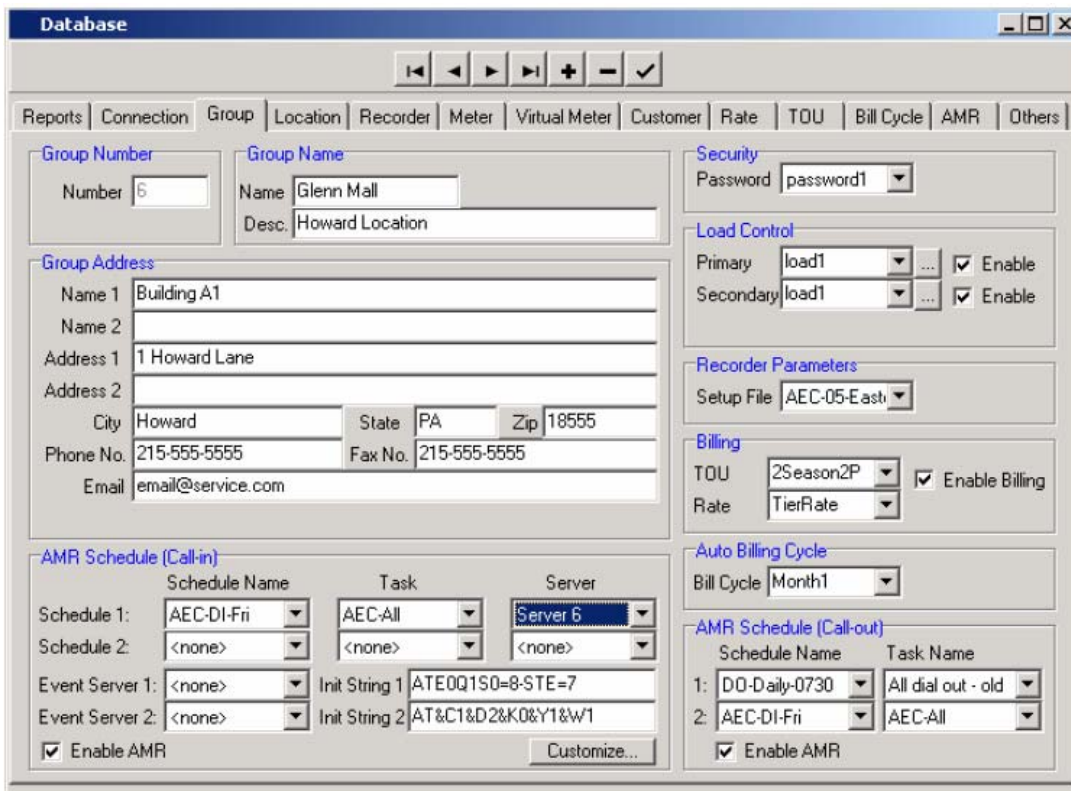 Database
Reports Connection Group Location Recorder Meter Virtual Meter Customer Rate TOU Bill Cycle AMR Others
Group Number
Number 6
Group Name
Name Glenn Mall
Desc. Howard Location
Group Address
Name 1 Building A1
Name 2
Address 1 1 Howard Lane
Address 2
City Howard State PA Zip 18555
Phone No. 215-555-5555 Fax No. 215-555-5555
Email email@service.com
AMR Schedule (Call-in)
Schedule Name Task Server
Schedule 1: AEC-DI-Fri AEC-All Server 6
Schedule 2: <none> <none> <none>
Event Server 1: <none> Init String 1 ATE0Q1S0=8-STE=7
Event Server 2: <none> Init String 2 AT&C1&D2&K0&Y1&W1
Enable AMR Customize...
Security
Password password1
Load Control
Primary load1 ... Enable
Secondary load1 ... Enable
Recorder Parameters
Setup File AEC-05-East
Billing
TOU 2Season2P Enable Billing
Rate TierRate
Auto Billing Cycle
Bill Cycle Month1
AMR Schedule (Call-out)
Schedule Name Task Name
1: DO-Daily-0730 All dial out - old
2: AEC-DI-Fri AEC-All
Enable AMR